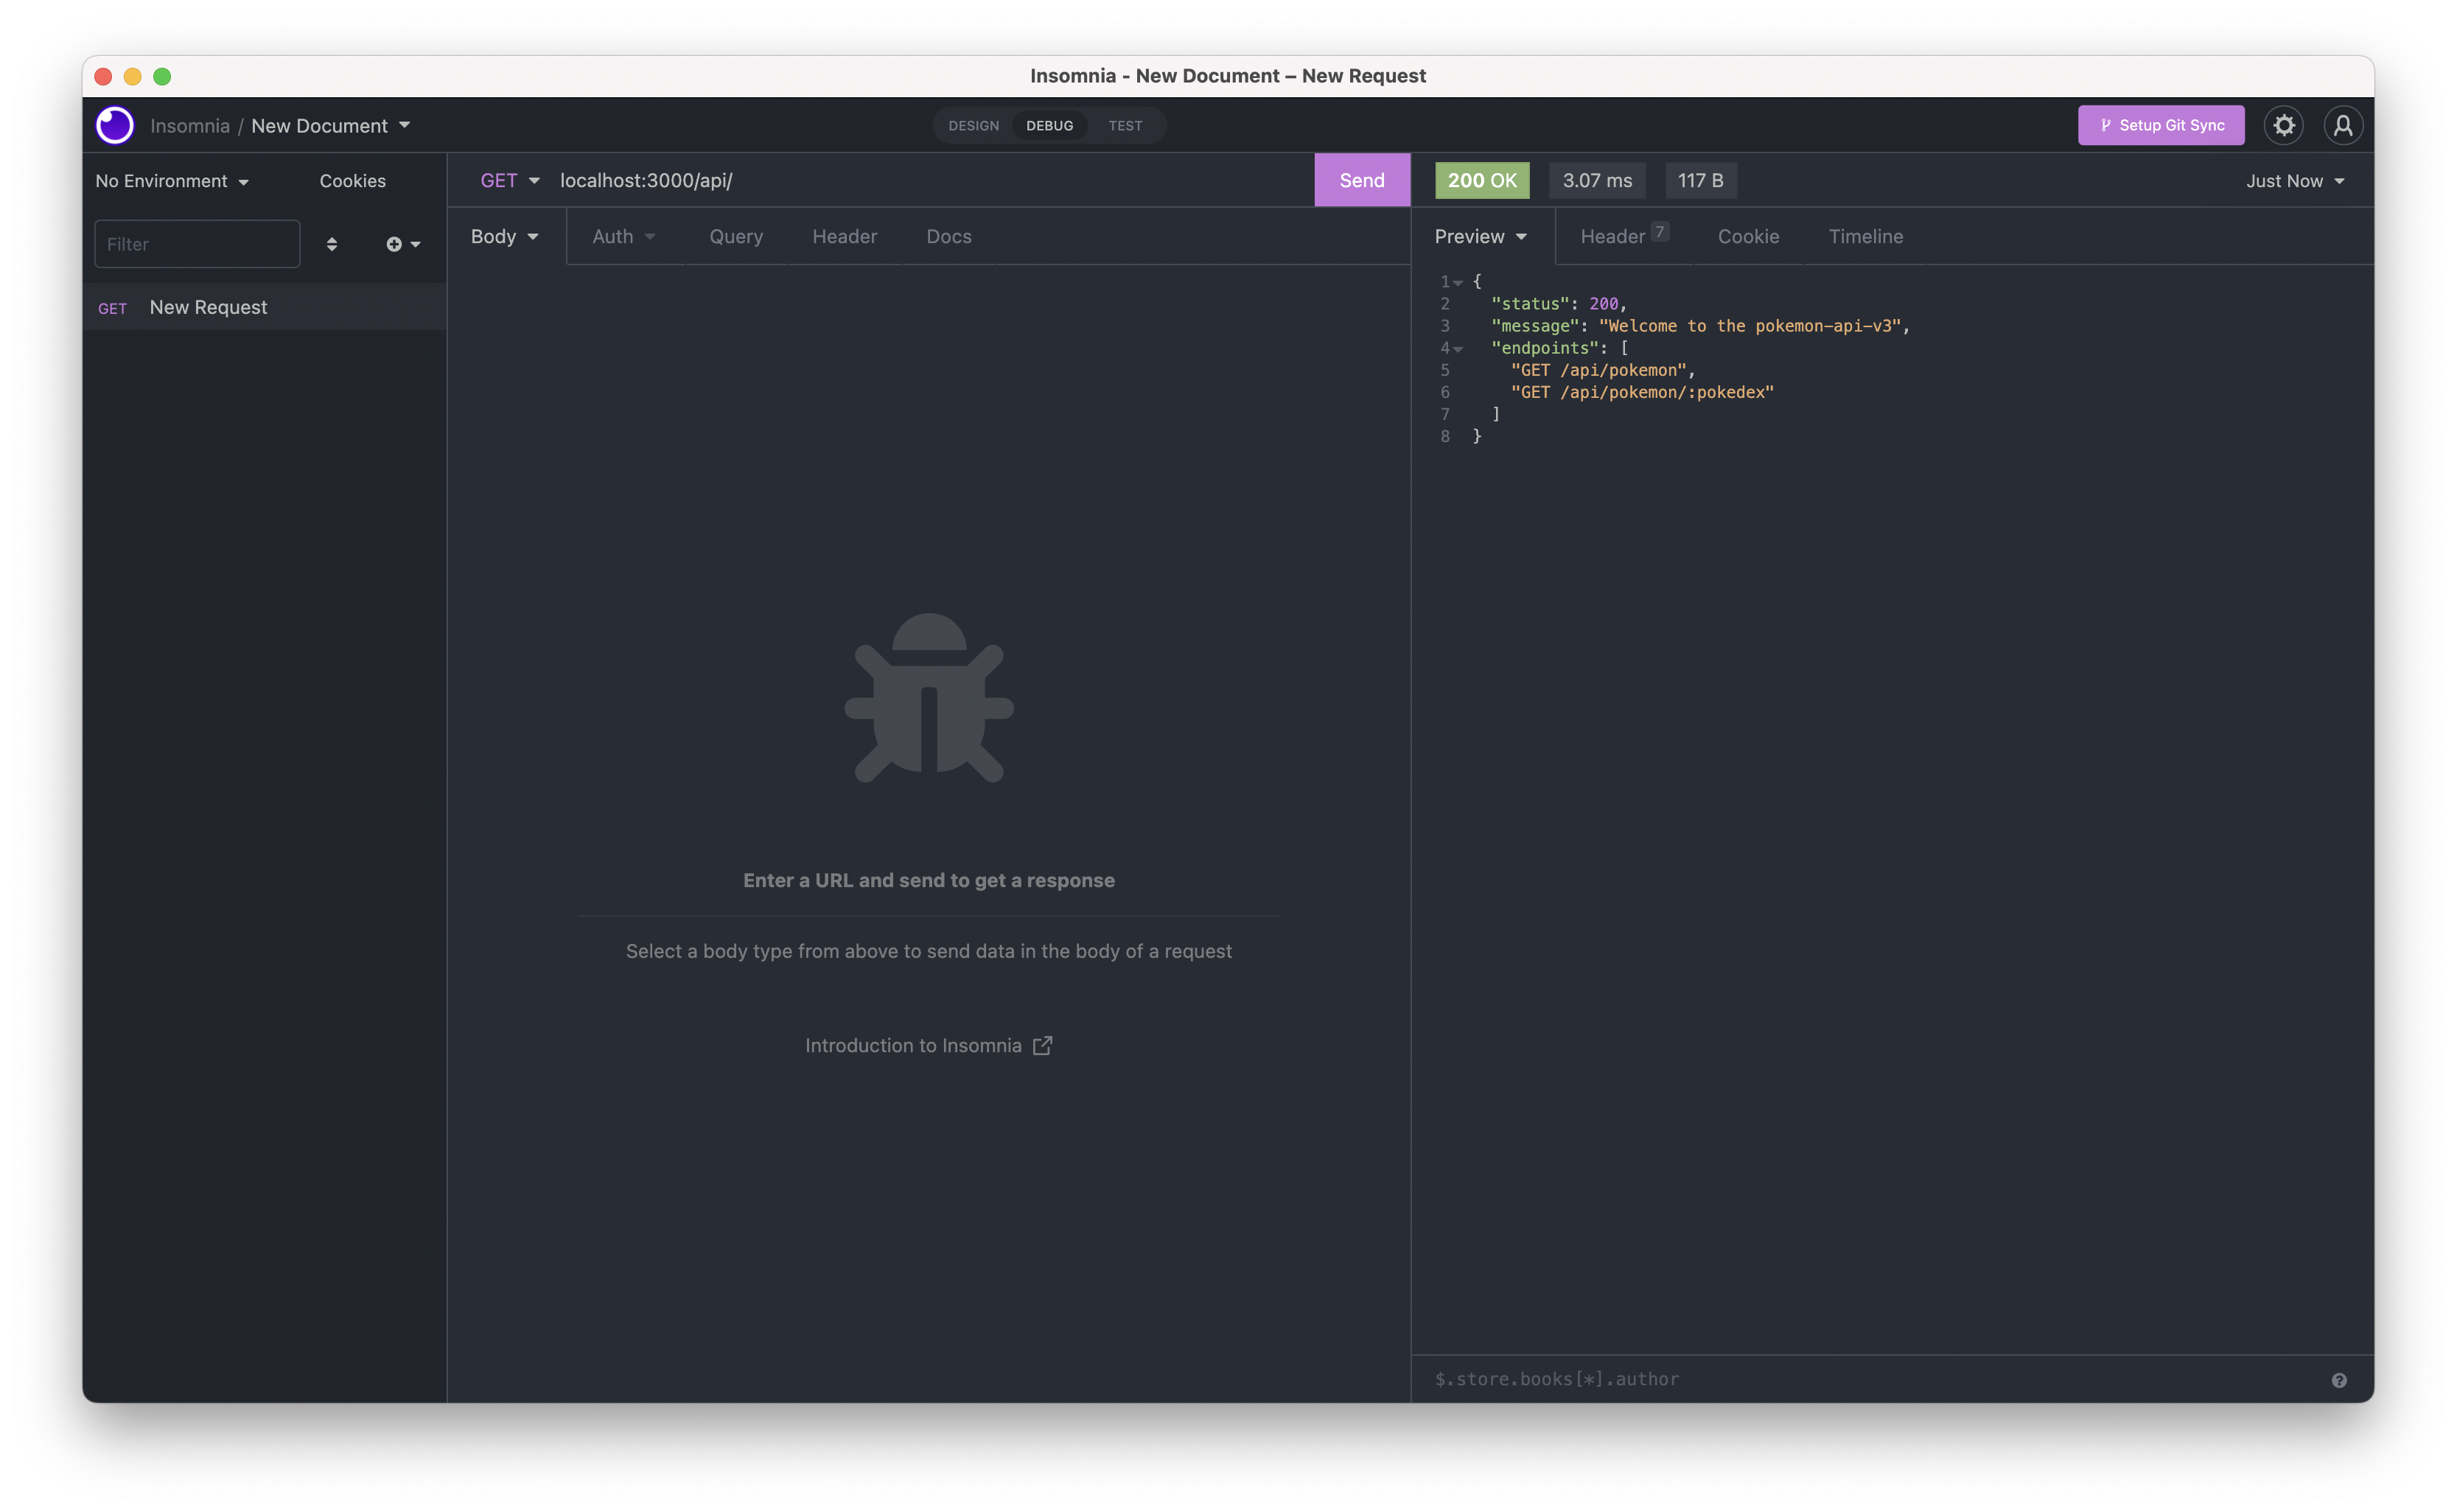 Insomnia - New Document – New Request
Insomnia / New Document
DESIGN DEBUG TEST
Setup Git Sync
No Environment Cookies
GET localhost:3000/api/ Send
200 OK 3.07 ms 117 B Just Now
Filter
Body Auth Query Header Docs
Preview Header 7 Cookie Timeline
GET New Request
1 {
2 "status": 200,
3 "message": "Welcome to the pokemon-api-v3",
4 "endpoints": [
5 "GET /api/pokemon",
6 "GET /api/pokemon/:pokedex"
7 ]
8 }
Enter a URL and send to get a response
Select a body type from above to send data in the body of a request
Introduction to Insomnia
$.store.books[*].author